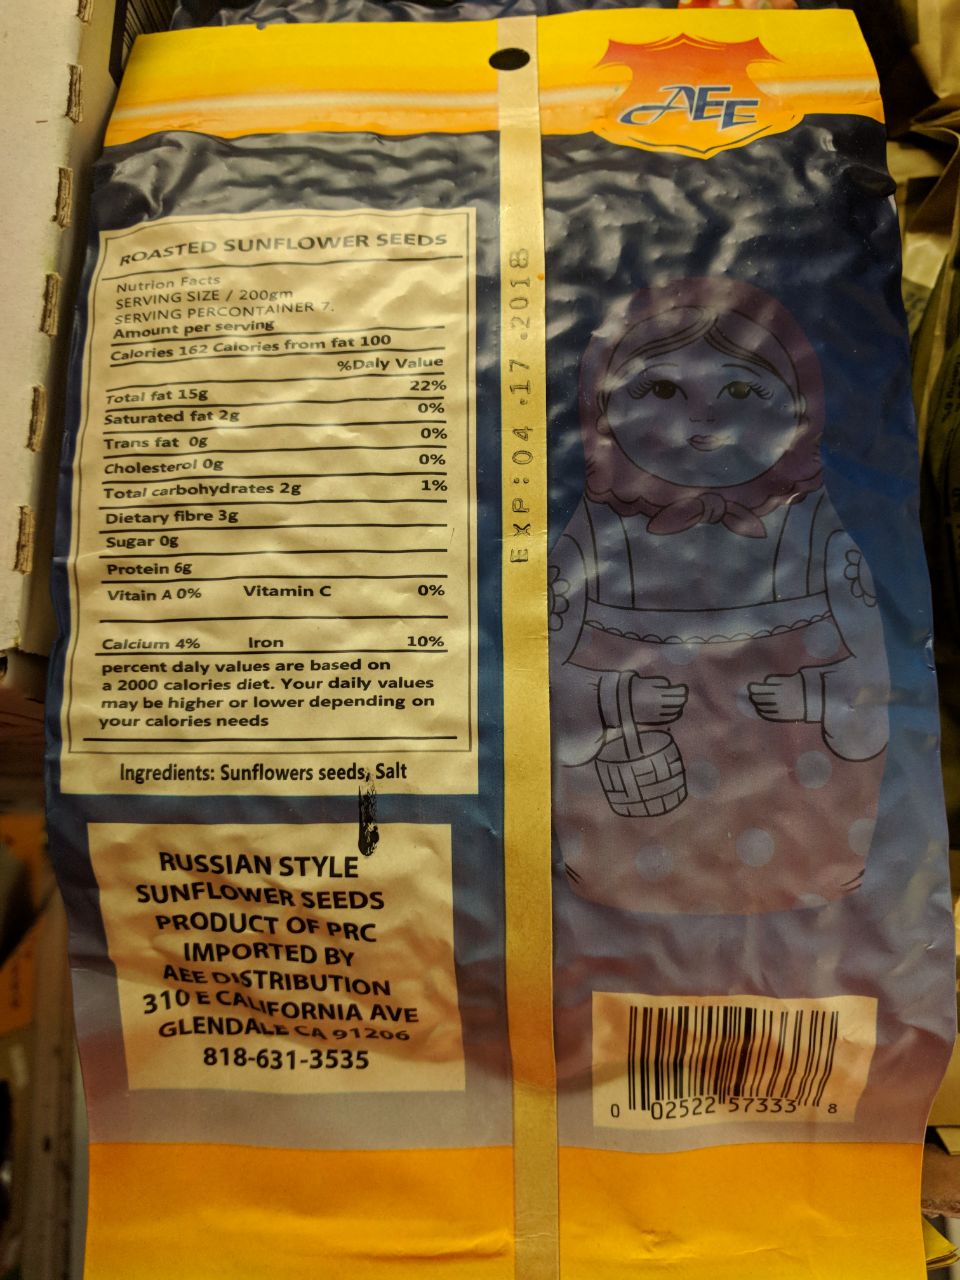 AEE
ROASTED SUNFLOWER SEEDS
Nutrion Facts
SERVING SIZE / 200gm
SERVING PERCONTAINER 7.
Amount per serving
Calories 162 Calories from fat 100
%Daly Value
Total fat 15g 22%
Saturated fat 2g 0%
Trans fat 0g 0%
Cholesterol 0g 0%
Total carbohydrates 2g 1%
Dietary fibre 3g
Sugar 0g
Protein 6g
Vitain A 0% Vitamin C 0%
Calcium 4% Iron 10%
percent daly values are based on
a 2000 calories diet. Your daily values
may be higher or lower depending on
your calories needs
Ingredients: Sunflowers seeds, Salt
EXP:04.17.2018
RUSSIAN STYLE
SUNFLOWER SEEDS
PRODUCT OF PRC
IMPORTED BY
AEE DISTRIBUTION
310 E CALIFORNIA AVE
GLENDALE CA 91206
818-631-3535
0 02522 57333 8